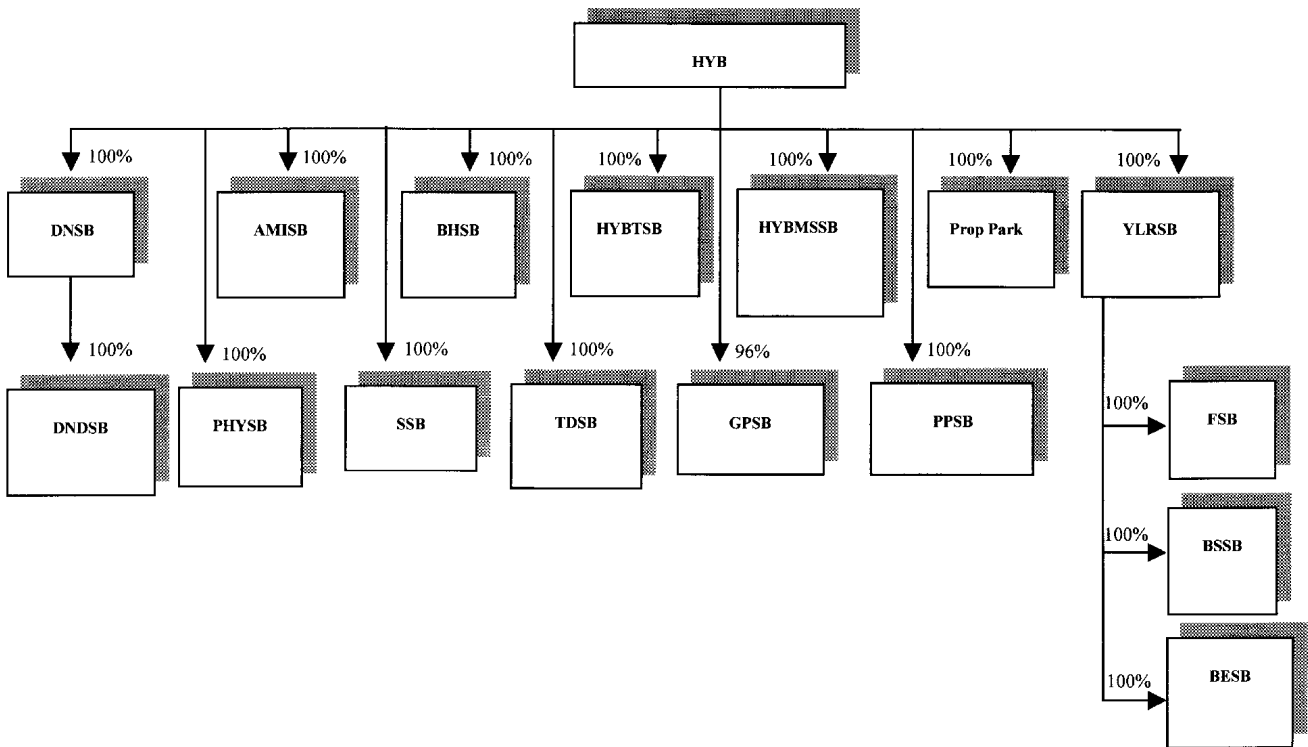 HYB
100% 100% 100% 100% 100% 100% 100%
DNSB AMISB BHSB HYBTSB HYBMSSB Prop Park YLRSB
100% 100% 100% 100% 96% 100%
DNDSB PHYSB SSB TDSB GPSB PPSB
100%
FSB
100%
BSSB
100%
BESB